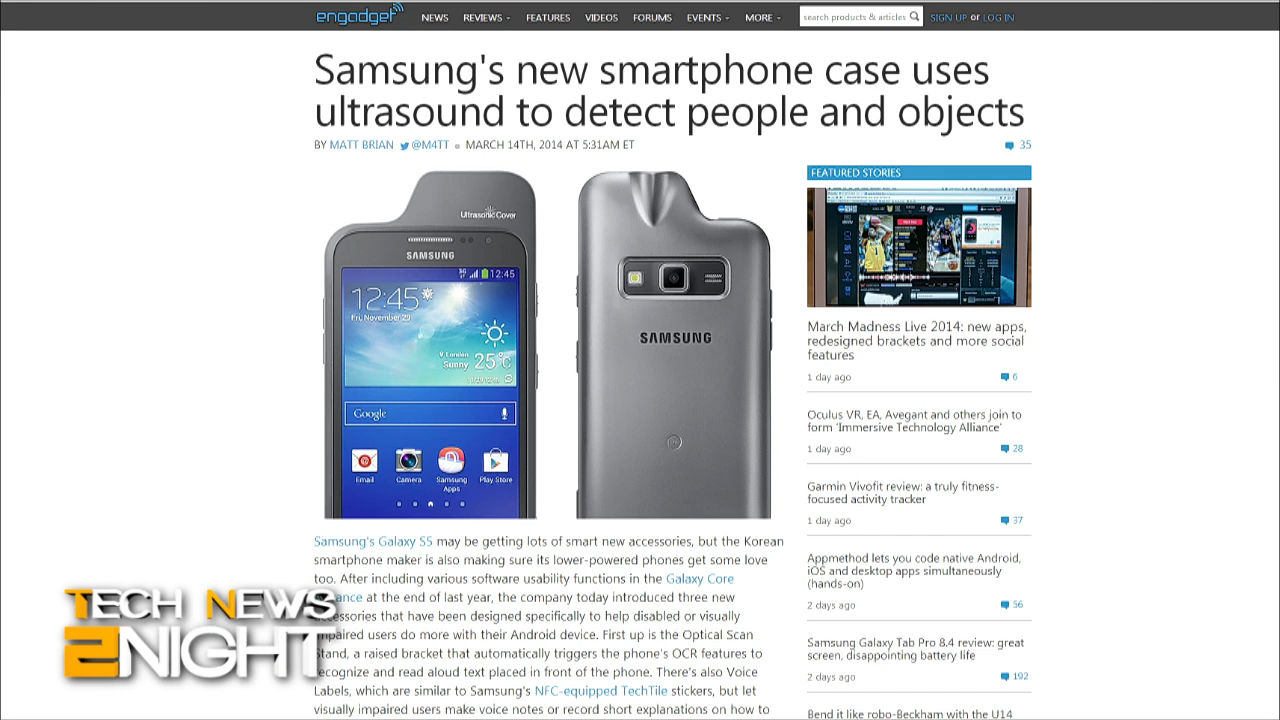 engadget
NEWS REVIEWS FEATURES VIDEOS FORUMS EVENTS MORE
search products & articles
SIGN UP or LOG IN
Samsung's new smartphone case uses
ultrasound to detect people and objects
BY MATT BRIAN @M4TT MARCH 14TH, 2014 AT 5:31AM ET
35
Ultrasonic Cover
SAMSUNG
3G 12:45
12:45
Fri, November 29
London
Sunny 25°C
Google
Email
Camera
Samsung
Apps
Play Store
SAMSUNG
Samsung's Galaxy S5 may be getting lots of smart new accessories, but the Korean
smartphone maker is also making sure its lower-powered phones get some love
too. After including various software usability functions in the Galaxy Core
at the end of last year, the company today introduced three new
that have been designed specifically to help disabled or visually
users do more with their Android device. First up is the Optical Scan
a raised bracket that automatically triggers the phone's OCR features to
recognize and read aloud text placed in front of the phone. There's also Voice
Labels, which are similar to Samsung's NFC-equipped TechTile stickers, but let
visually impaired users make voice notes or record short explanations on how to
TECH NEWS
2NIGHT
FEATURED STORIES
March Madness Live 2014: new apps,
redesigned brackets and more social
features
1 day ago
6
Oculus VR, EA, Avegant and others join to
form 'Immersive Technology Alliance'
1 day ago
28
Garmin Vivofit review: a truly fitness-
focused activity tracker
1 day ago
37
Appmethod lets you code native Android,
iOS and desktop apps simultaneously
(hands-on)
2 days ago
56
Samsung Galaxy Tab Pro 8.4 review: great
screen, disappointing battery life
2 days ago
192
Bend it like robo-Beckham with the U14